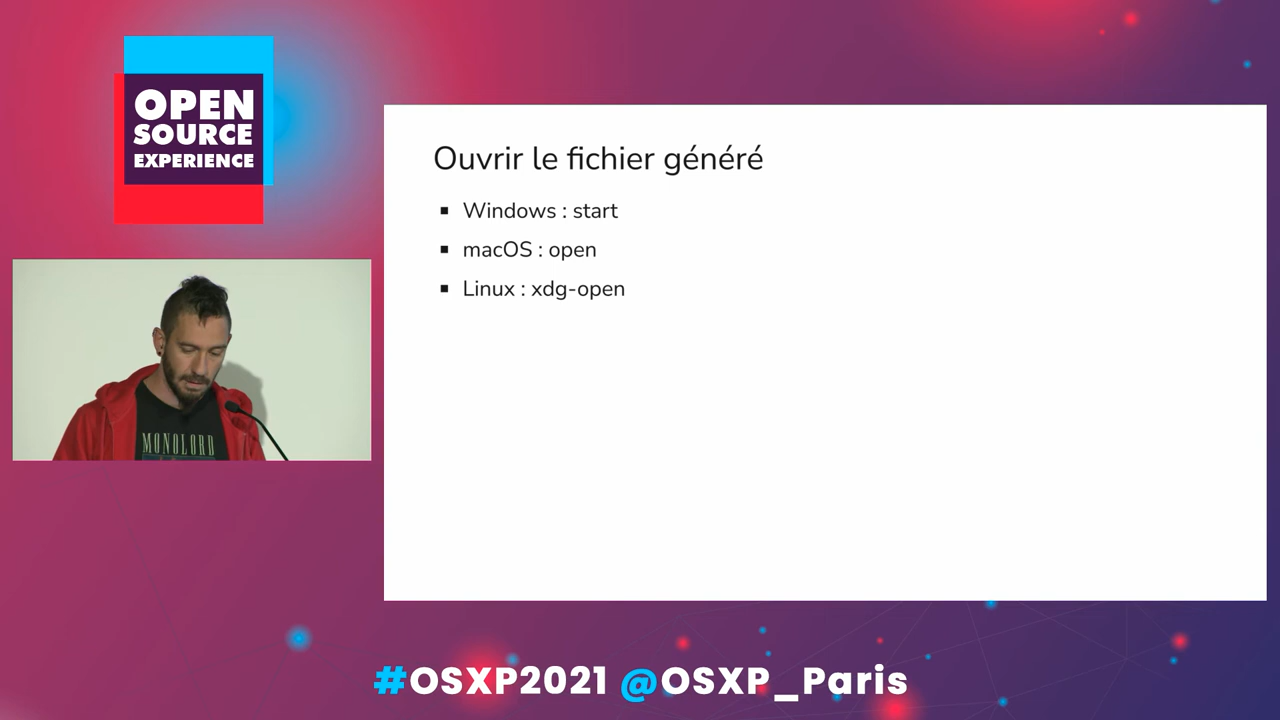 OPEN
SOURCE
EXPERIENCE
Ouvrir le fichier généré
▪ Windows : start
▪ macOS : open
▪ Linux : xdg-open
MONOLORD
#OSXP2021 @OSXP_Paris